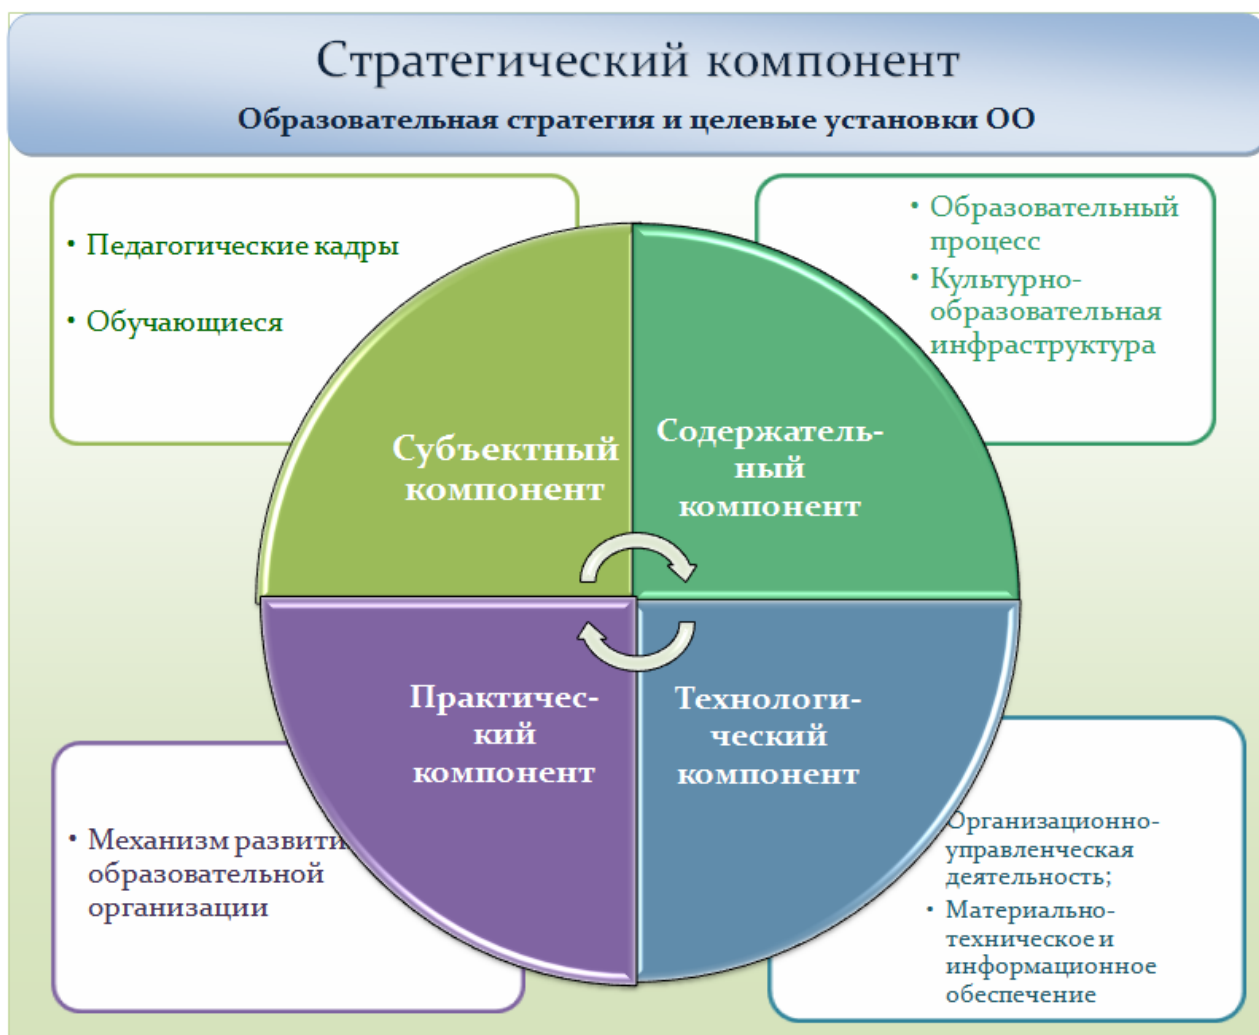 Стратегический компонент
Образовательная стратегия и целевые установки ОО
• Педагогические кадры
• Обучающиеся
• Образовательный
процесс
• Культурно-
образовательная
инфраструктура
Субъектный
компонент
Содержатель-
ный
компонент
Практичес-
кий
компонент
Технологи-
ческий
компонент
• Механизм развити
образовательной
организации
Организационно-
управленческая
деятельность;
• Материально-
техническое и
информационное
обеспечение